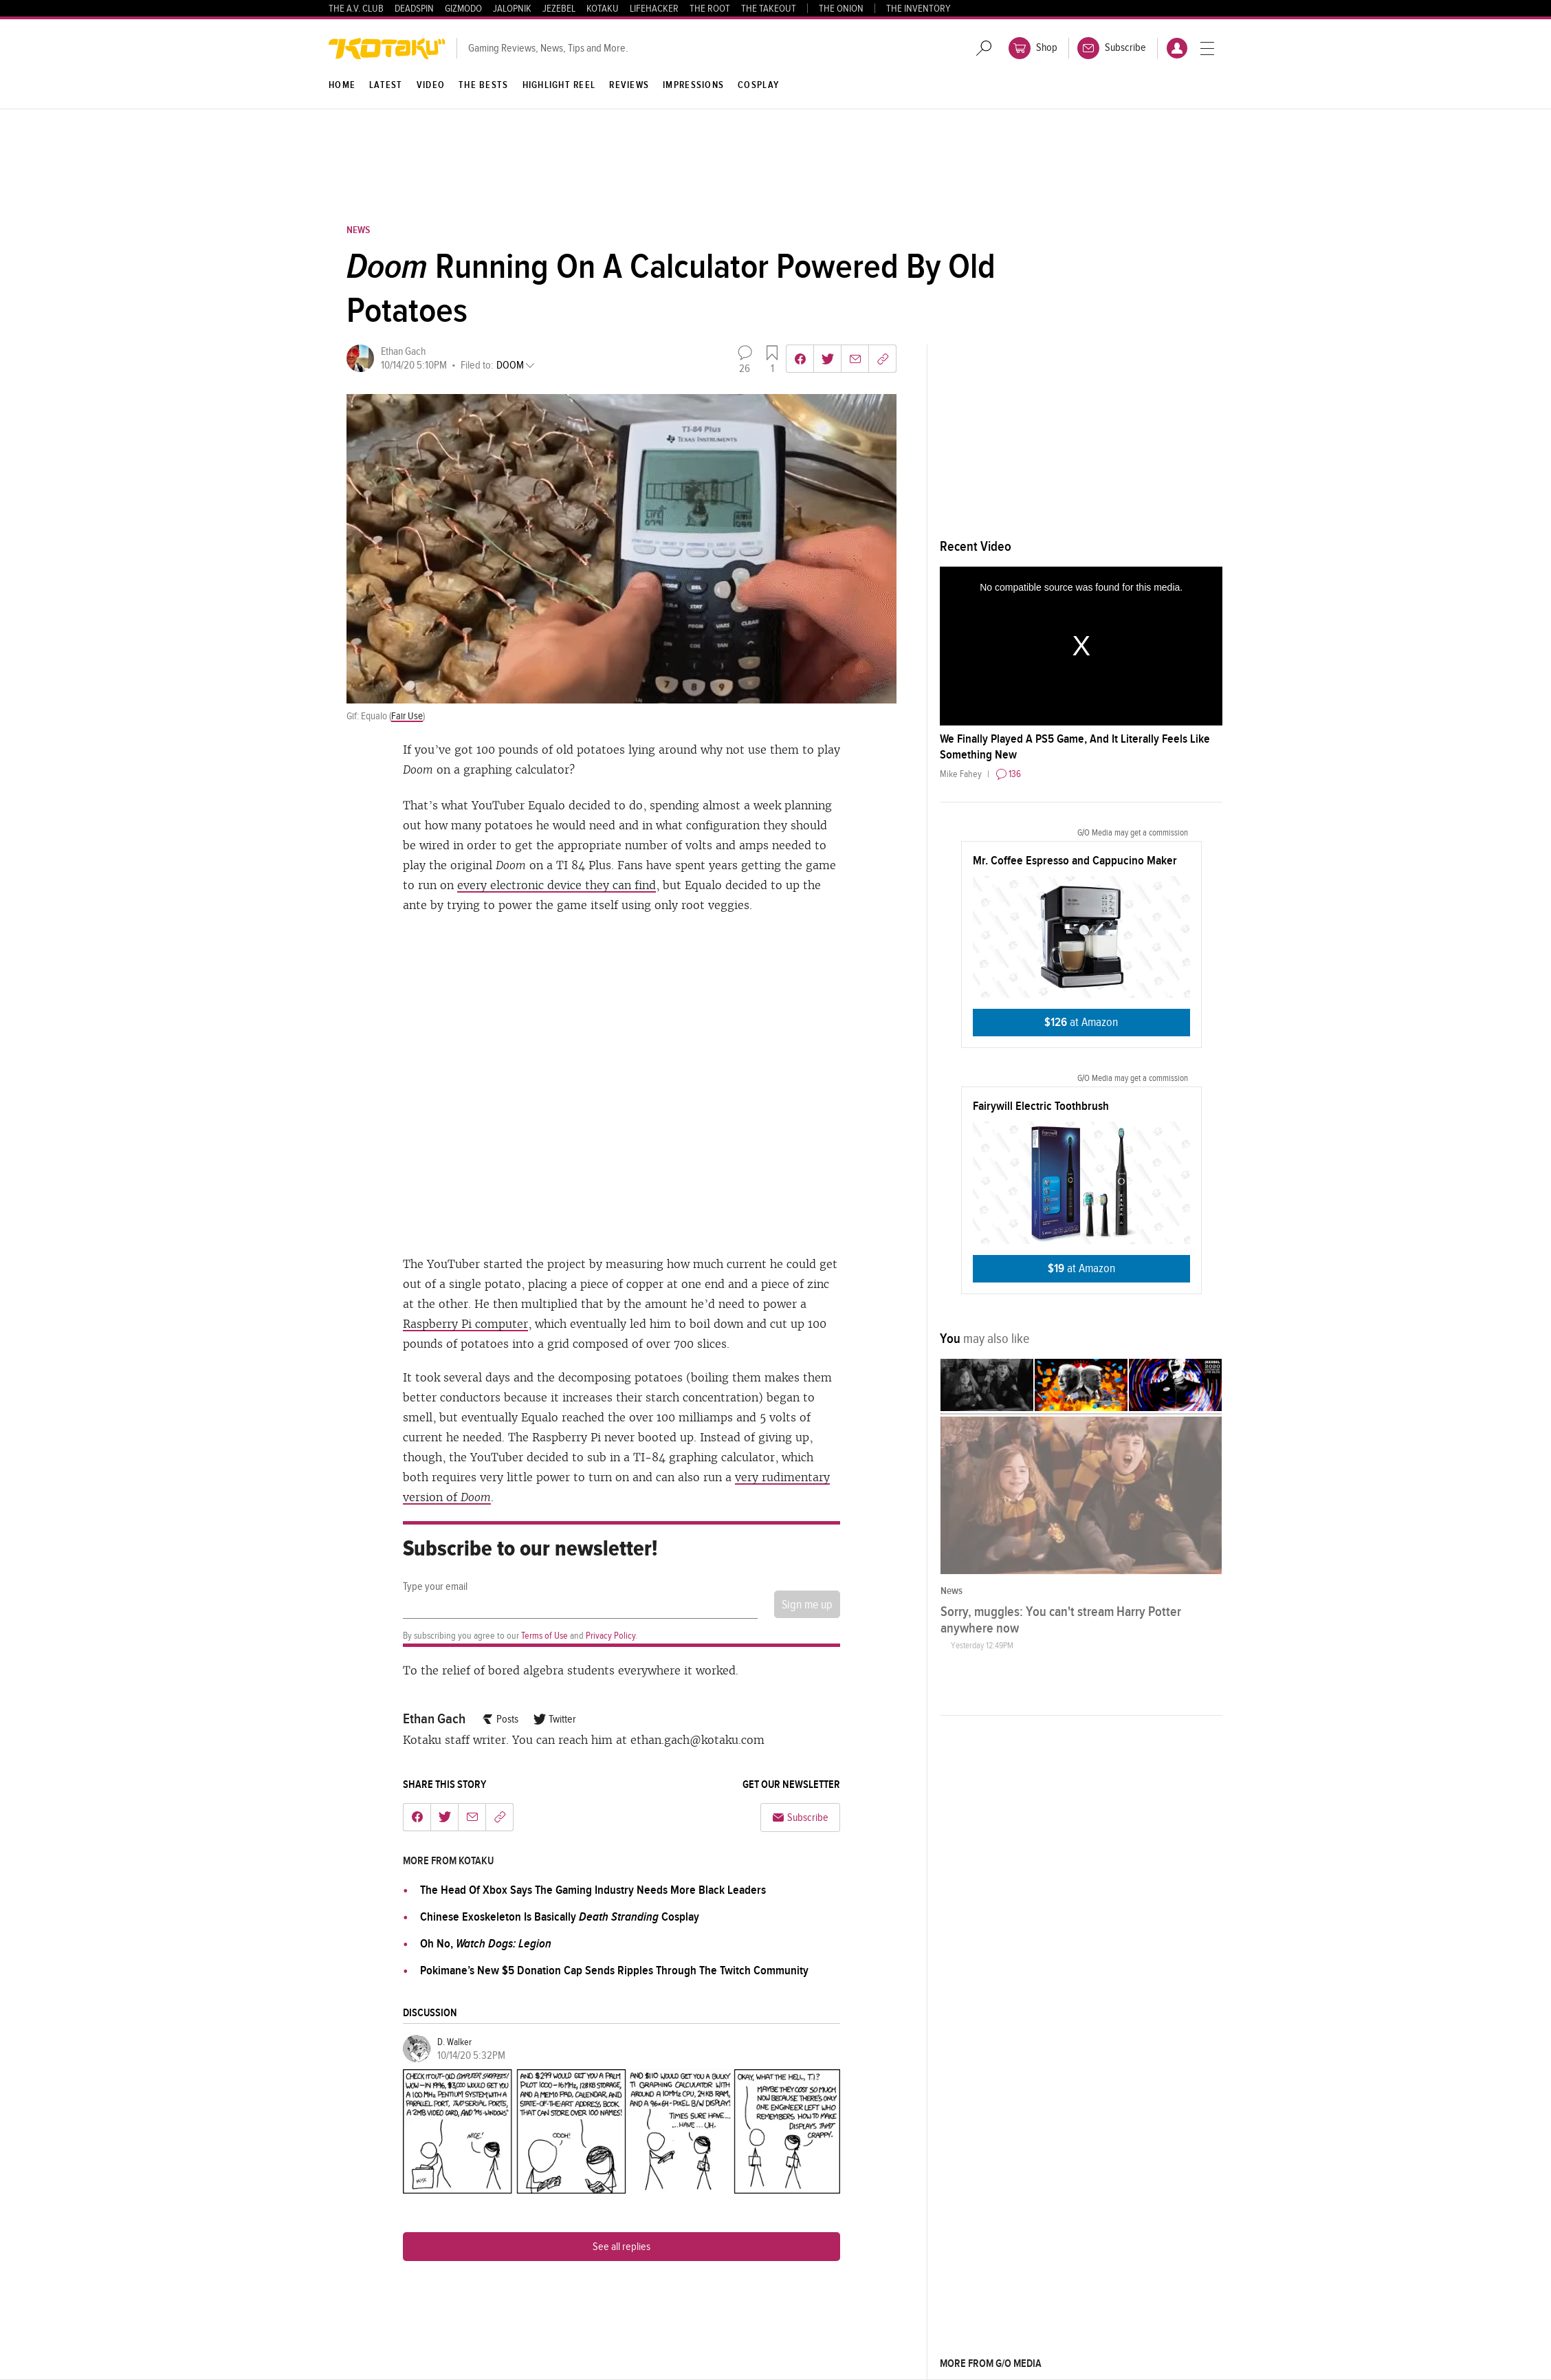 THE A.V. CLUB DEADSPIN GIZMODO JALOPNIK JEZEBEL KOTAKU LIFEHACKER THE ROOT THE TAKEOUT THE ONION THE INVENTORY
KOTAKU
Gaming Reviews, News, Tips and More.
Shop
Subscribe
HOME LATEST VIDEO THE BESTS HIGHLIGHT REEL REVIEWS IMPRESSIONS COSPLAY
NEWS
Doom Running On A Calculator Powered By Old
Potatoes
Ethan Gach
10/14/20 5:10PM • Filed to: DOOM
26
1
TI-84 Plus
TEXAS INSTRUMENTS
Gif: Equalo (Fair Use)
If you’ve got 100 pounds of old potatoes lying around why not use them to play
Doom on a graphing calculator?
That’s what YouTuber Equalo decided to do, spending almost a week planning
out how many potatoes he would need and in what configuration they should
be wired in order to get the appropriate number of volts and amps needed to
play the original Doom on a TI 84 Plus. Fans have spent years getting the game
to run on every electronic device they can find, but Equalo decided to up the
ante by trying to power the game itself using only root veggies.
The YouTuber started the project by measuring how much current he could get
out of a single potato, placing a piece of copper at one end and a piece of zinc
at the other. He then multiplied that by the amount he’d need to power a
Raspberry Pi computer, which eventually led him to boil down and cut up 100
pounds of potatoes into a grid composed of over 700 slices.
It took several days and the decomposing potatoes (boiling them makes them
better conductors because it increases their starch concentration) began to
smell, but eventually Equalo reached the over 100 milliamps and 5 volts of
current he needed. The Raspberry Pi never booted up. Instead of giving up,
though, the YouTuber decided to sub in a TI-84 graphing calculator, which
both requires very little power to turn on and can also run a very rudimentary
version of Doom.
Subscribe to our newsletter!
Type your email
Sign me up
By subscribing you agree to our Terms of Use and Privacy Policy.
To the relief of bored algebra students everywhere it worked.
Ethan Gach Posts Twitter
Kotaku staff writer. You can reach him at ethan.gach@kotaku.com
SHARE THIS STORY
GET OUR NEWSLETTER
Subscribe
MORE FROM KOTAKU
The Head Of Xbox Says The Gaming Industry Needs More Black Leaders
Chinese Exoskeleton Is Basically Death Stranding Cosplay
Oh No, Watch Dogs: Legion
Pokimane’s New $5 Donation Cap Sends Ripples Through The Twitch Community
DISCUSSION
D. Walker
10/14/20 5:32PM
CHECK IT OUT-OLD COMPUTER SHOPPERS!
WOW—IN 1996, $3,000 WOULD GET YOU
A 100 MHz PENTIUM SYSTEM WITH A
PARALLEL PORT, TWO SERIAL PORTS,
A 2MB VIDEO CARD, AND "MS-WINDOWS."
NICE!
AND $299 WOULD GET YOU A PALM
PILOT 1000—16 MHz, 128 KB STORAGE,
AND A MEMO PAD, CALENDAR, AND
STATE-OF-THE-ART ADDRESS BOOK
THAT CAN STORE OVER 100 NAMES!
OOOH!
AND $110 WOULD GET YOU A BULKY
TI GRAPHING CALCULATOR WITH
AROUND A 10MHz CPU, 24 KB RAM,
AND A 96×64-PIXEL B/W DISPLAY!
TIMES SURE HAVE...
...HAVE... UH.
OKAY, WHAT THE HELL, TI?
MAYBE THEY COST SO MUCH
NOW BECAUSE THERE'S ONLY
ONE ENGINEER LEFT WHO
REMEMBERS HOW TO MAKE
DISPLAYS THAT
CRAPPY.
See all replies
Recent Video
No compatible source was found for this media.
X
We Finally Played A PS5 Game, And It Literally Feels Like
Something New
Mike Fahey | 136
G/O Media may get a commission
Mr. Coffee Espresso and Cappucino Maker
$126 at Amazon
G/O Media may get a commission
Fairywill Electric Toothbrush
$19 at Amazon
You may also like
News
Sorry, muggles: You can't stream Harry Potter
anywhere now
Yesterday 12:49PM
MORE FROM G/O MEDIA